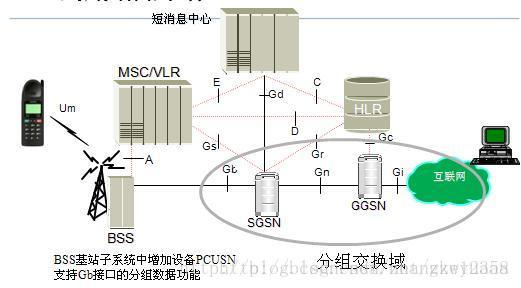 短消息中心
MSC/VLR
E
C
Um
Gd
HLR
D
A
Gs
Gr
Gc
Gb
Gn
Gi
互联网
SGSN
GGSN
BSS
BSS基站子系统中增加设备PCUSN
支持Gb接口的分组数据功能
分组交换域